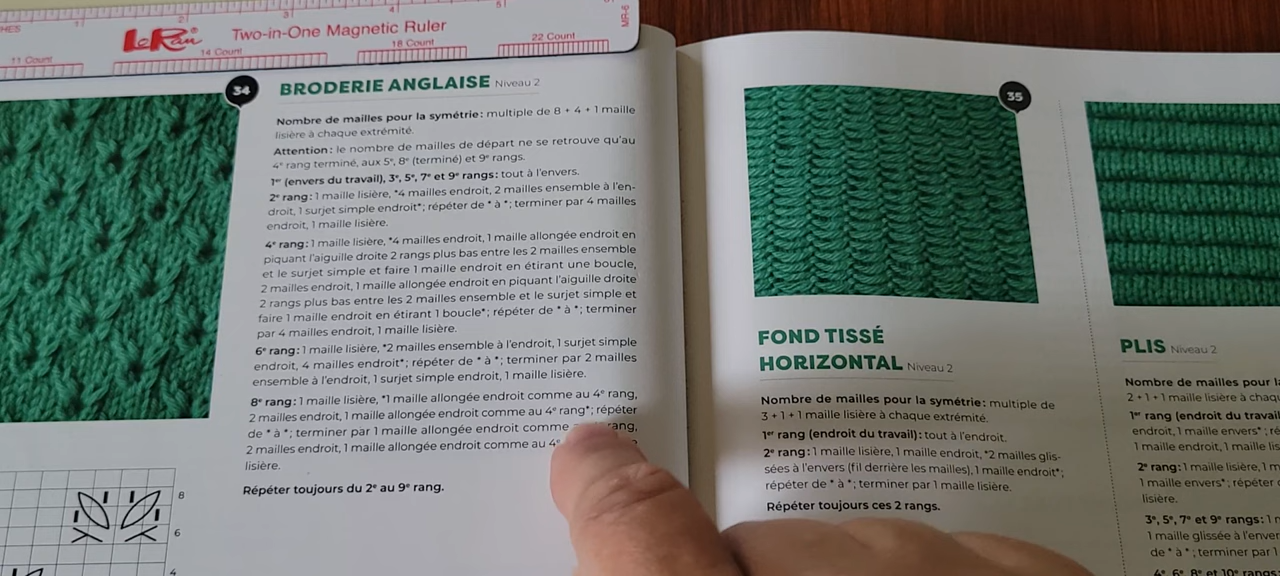 LeRan®
Two-in-One Magnetic Ruler
11 Count
14 Count
18 Count
22 Count
MR-6
34
BRODERIE ANGLAISE Niveau 2
Nombre de mailles pour la symétrie : multiple de 8 + 4 + 1 maille
lisière à chaque extrémité.
Attention : le nombre de mailles de départ ne se retrouve qu'au
4e rang terminé, aux 5e, 8e (terminé) et 9e rangs.
1er (envers du travail), 3e, 5e, 7e et 9e rangs : tout à l'envers.
2e rang : 1 maille lisière, *4 mailles endroit, 2 mailles ensemble à l'en-
droit, 1 surjet simple endroit* ; répéter de * à * ; terminer par 4 mailles
endroit, 1 maille lisière.
4e rang : 1 maille lisière, *4 mailles endroit, 1 maille allongée endroit en
piquant l'aiguille droite 2 rangs plus bas entre les 2 mailles ensemble
et le surjet simple et faire 1 maille endroit en étirant une boucle,
2 mailles endroit, 1 maille allongée endroit en piquant l'aiguille droite
2 rangs plus bas entre les 2 mailles ensemble et le surjet simple et
faire 1 maille endroit en étirant 1 boucle* ; répéter de * à * ; terminer
par 4 mailles endroit, 1 maille lisière.
6e rang : 1 maille lisière, *2 mailles ensemble à l'endroit, 1 surjet simple
endroit, 4 mailles endroit* ; répéter de * à * ; terminer par 2 mailles
ensemble à l'endroit, 1 surjet simple endroit, 1 maille lisière.
8e rang : 1 maille lisière, *1 maille allongée endroit comme au 4e rang,
2 mailles endroit, 1 maille allongée endroit comme au 4e rang* ; répéter
de * à * ; terminer par 1 maille allongée endroit comme rang,
2 mailles endroit, 1 maille allongée endroit comme au 4e
lisière.
Répéter toujours du 2e au 9e rang.
8
6
4
35
FOND TISSÉ
HORIZONTAL Niveau 2
Nombre de mailles pour la symétrie : multiple de
3 + 1 + 1 maille lisière à chaque extrémité.
1er rang (endroit du travail) : tout à l'endroit.
2e rang : 1 maille lisière, 1 maille endroit, *2 mailles glis-
sées à l'envers (fil derrière les mailles), 1 maille endroit* ;
répéter de * à * ; terminer par 1 maille lisière.
Répéter toujours ces 2 rangs.
PLIS Niveau 2
Nombre de mailles pour la
2 + 1 + 1 maille lisière à
1er rang (endroit du travail
endroit, 1 maille envers* ;
1 maille endroit, 1 maille
2e rang : 1 maille lisière, 1
1 maille envers* ; répéter
lisière.
3e, 5e, 7e et 9e rangs :
1 maille glissée à
de * à * ; terminer par
4e, 6e, 8e et 10e rangs :